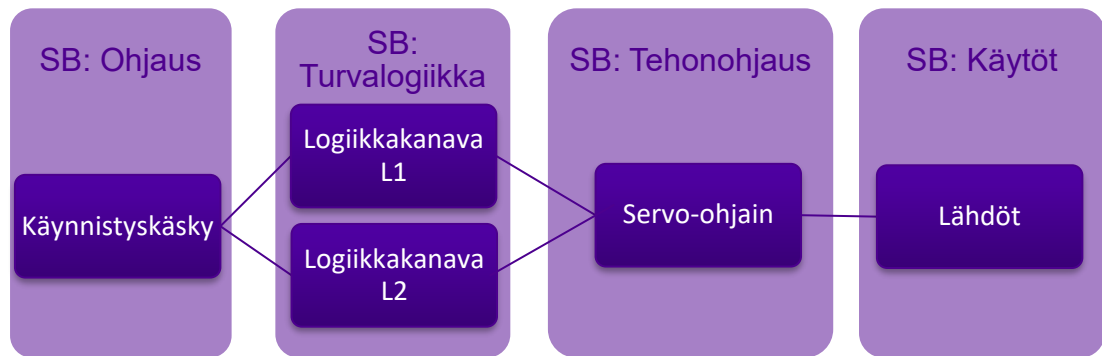 SB: Ohjaus
SB:
Turvalogiikka
SB: Tehonohjaus
SB: Käytöt
Käynnistyskäsky
Logiikkakanava
L1
Logiikkakanava
L2
Servo-ohjain
Lähdöt